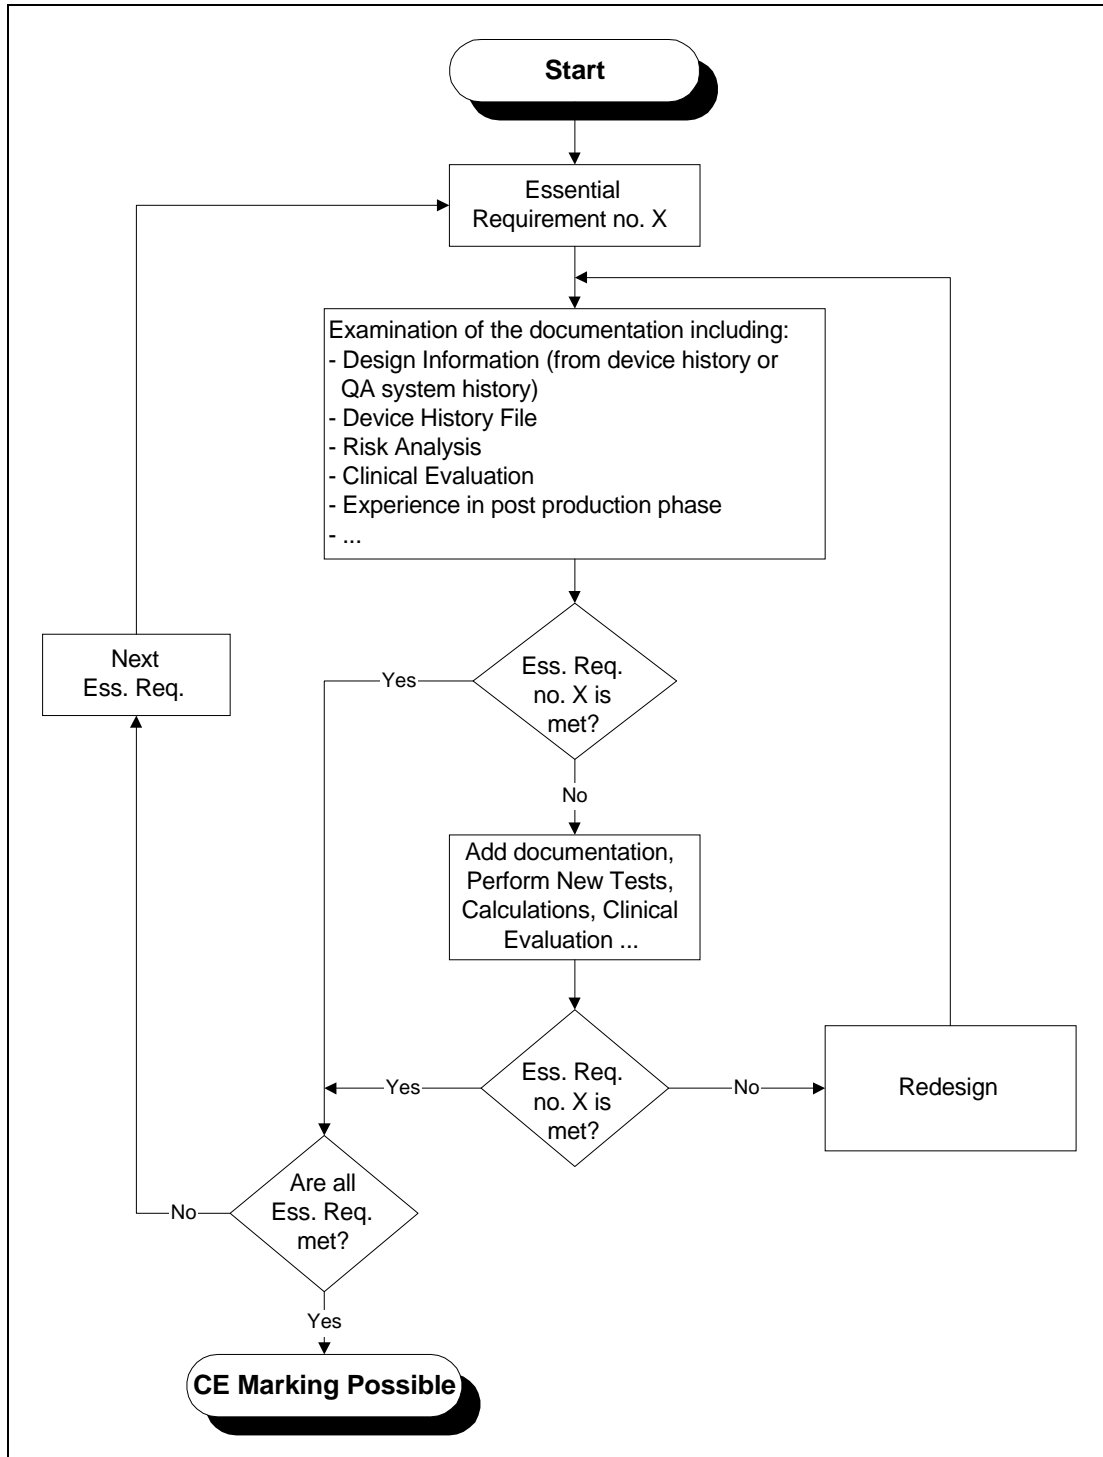 Start
Essential
Requirement no. X
Examination of the documentation including:
- Design Information (from device history or
QA system history)
- Device History File
- Risk Analysis
- Clinical Evaluation
- Experience in post production phase
- ...
Next
Ess. Req.
Yes
Ess. Req.
no. X is
met?
No
Add documentation,
Perform New Tests,
Calculations, Clinical
Evaluation ...
Yes
Ess. Req.
no. X is
met?
No
Redesign
No
Are all
Ess. Req.
met?
Yes
CE Marking Possible